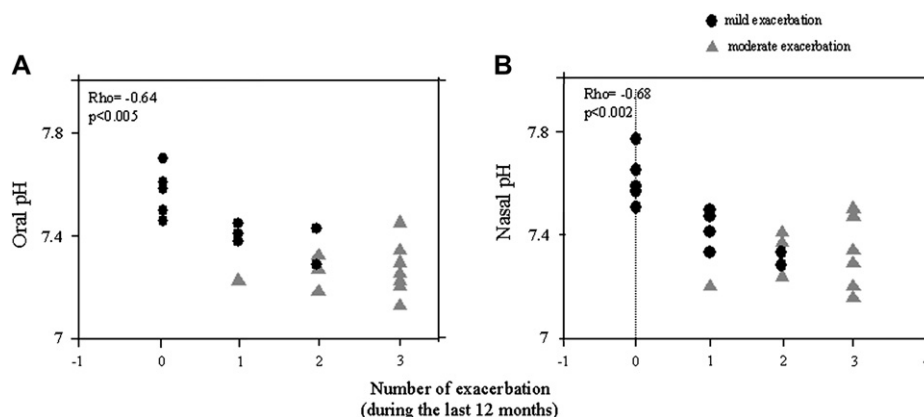 mild exacerbation
moderate exacerbation
A
B
Rho= -0.64
p<0.005
Rho= -0.68
p<0.002
7.8
7.4
7
Oral pH
7.8
7.4
7
Nasal pH
-1 0 1 2 3
-1 0 1 2 3
Number of exacerbation
(during the last 12 months)